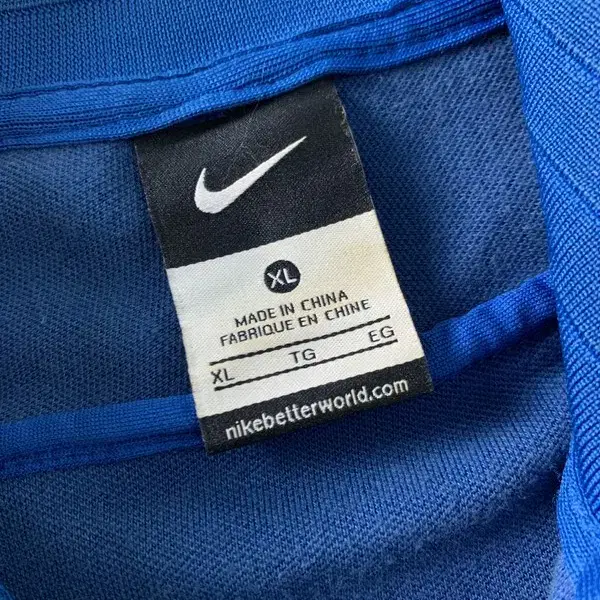 XL
MADE IN CHINA
FABRIQUE EN CHINE
XL TG EG
nikebetterworld.com